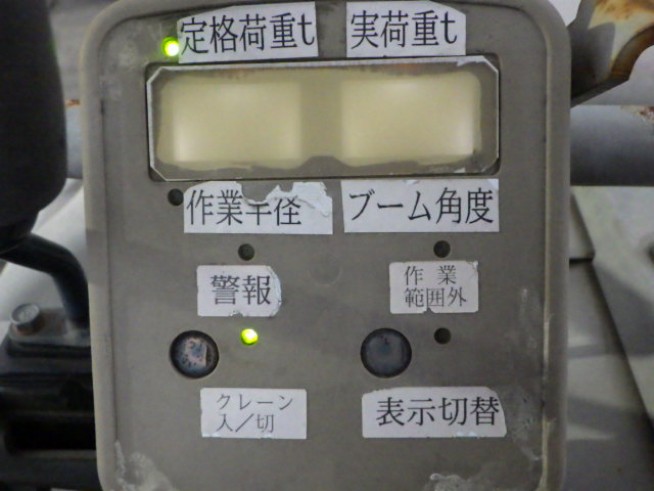 定格荷重t 実荷重t
作業半径 ブーム角度
警報
作業
範囲外
クレーン
入/切
表示切替